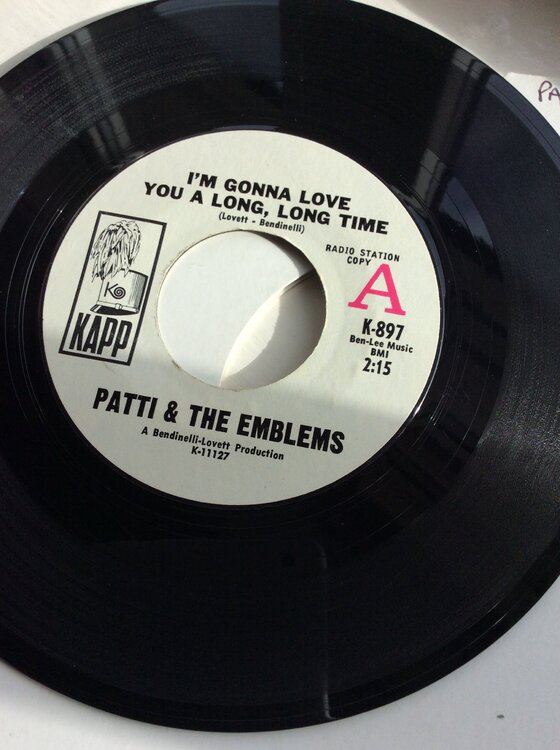 I'M GONNA LOVE
YOU A LONG, LONG TIME
(Lovett - Bendinelli)
RADIO STATION
COPY
A
K-897
Ben-Lee Music
BMI
2:15
K
KAPP
PATTI & THE EMBLEMS
A Bendinelli-Lovett Production
K-11127
PA